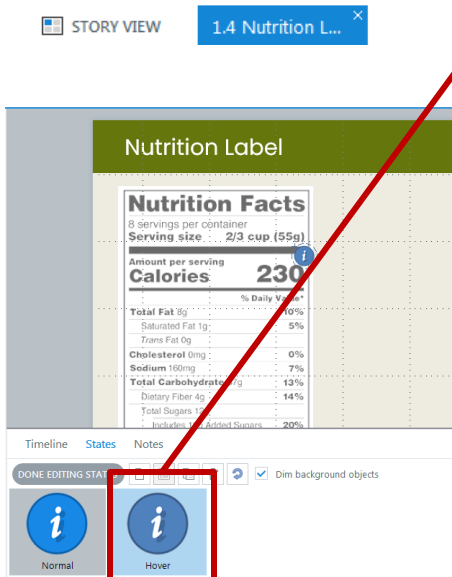 STORY VIEW
1.4 Nutrition L...
Nutrition Label
Nutrition Facts
8 servings per container
Serving size 2/3 cup (55g)
Amount per serving
Calories 230
% Daily Value*
Total Fat 8g 10%
Saturated Fat 1g 5%
Trans Fat 0g
Cholesterol 0mg 0%
Sodium 160mg 7%
Total Carbohydrate 13%
Dietary Fiber 4g 14%
Total Sugars
Includes Added Sugars 20%
Timeline States Notes
DONE EDITING Dim background objects
Normal Hover